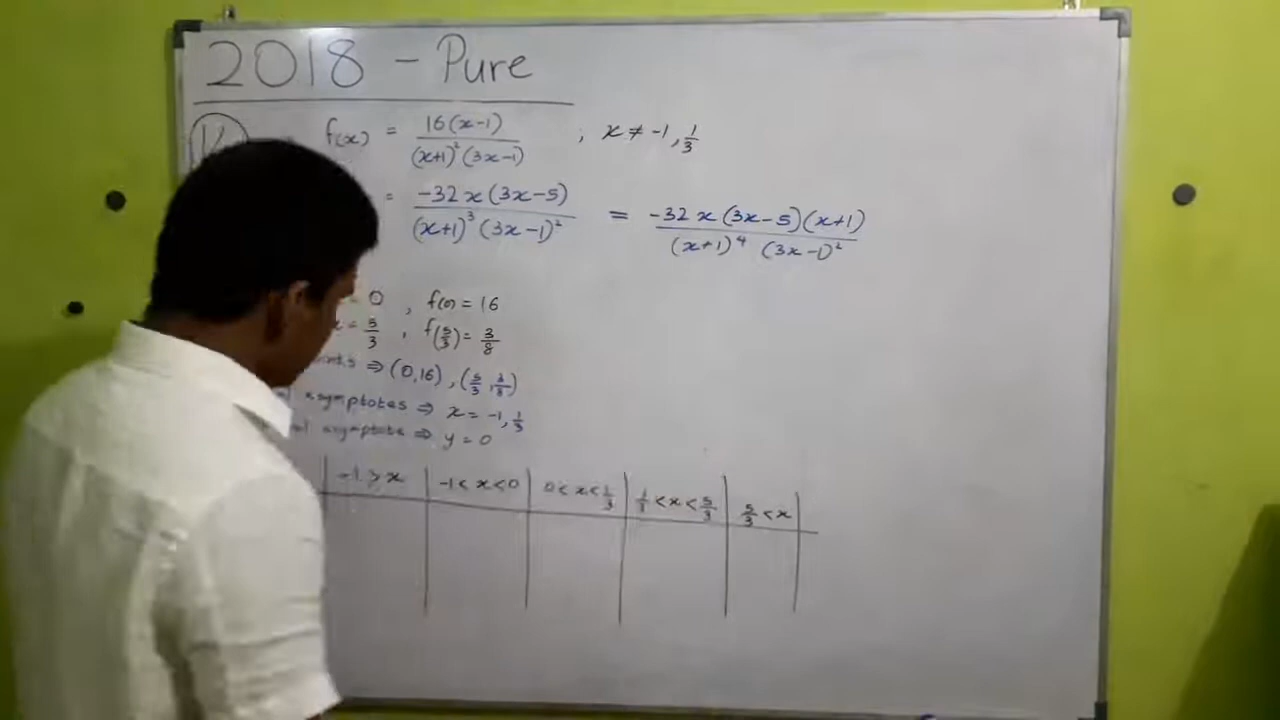 2018 - Pure
f(x) = 16(x-1) / (x+1)² (3x-1) ; x ≠ -1, 1/3
= -32x(3x-5) / (x+1)³ (3x-1)² = -32x(3x-5)(x+1) / (x+1)⁴ (3x-1)²
= 0 , f(0) = 16
x = 5/3 , f(5/3) = 3/8
⇒ (0,16), (5/3, 3/8)
asymptotes ⇒ x = -1, 1/3
asymptote ⇒ y = 0
-1 > x | -1 < x < 0 | 0 < x < 1/3 | 1/3 < x < 5/3 | 5/3 < x